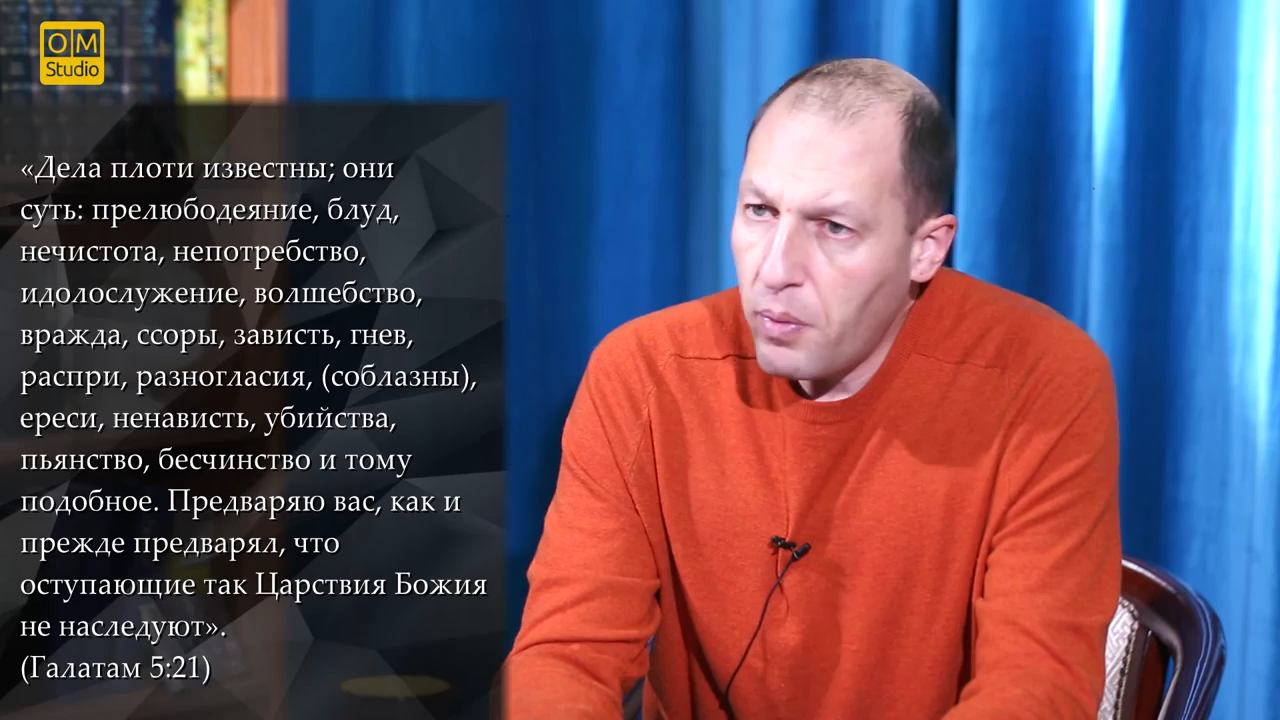 O|M
Studio
«Дела плоти известны; они
суть: прелюбодеяние, блуд,
нечистота, непотребство,
идолослужение, волшебство,
вражда, ссоры, зависть, гнев,
распри, разногласия, (соблазны),
ереси, ненависть, убийства,
пьянство, бесчинство и тому
подобное. Предваряю вас, как и
прежде предварял, что
оступающие так Царствия Божия
не наследуют».
(Галатам 5:21)